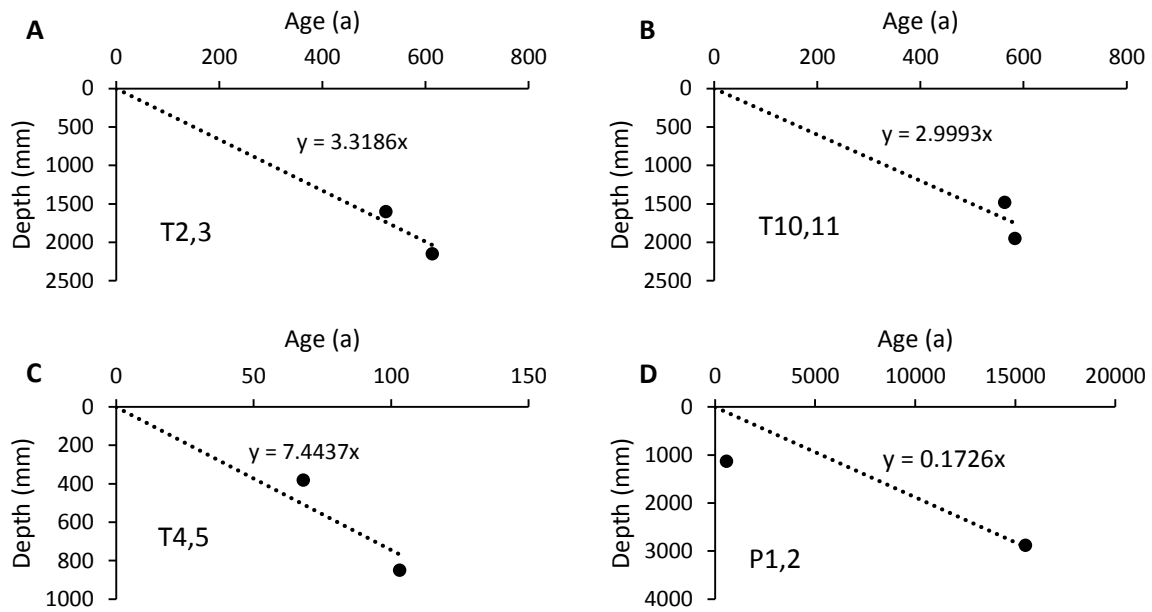 A
Age (a)
0 200 400 600 800
0
500
1000
1500
2000
2500
Depth (mm)
y = 3.3186x
T2,3
B
Age (a)
0 200 400 600 800
0
500
1000
1500
2000
2500
Depth (mm)
y = 2.9993x
T10,11
C
Age (a)
0 50 100 150
0
200
400
600
800
1000
Depth (mm)
y = 7.4437x
T4,5
D
Age (a)
0 5000 10000 15000 20000
0
1000
2000
3000
4000
Depth (mm)
y = 0.1726x
P1,2